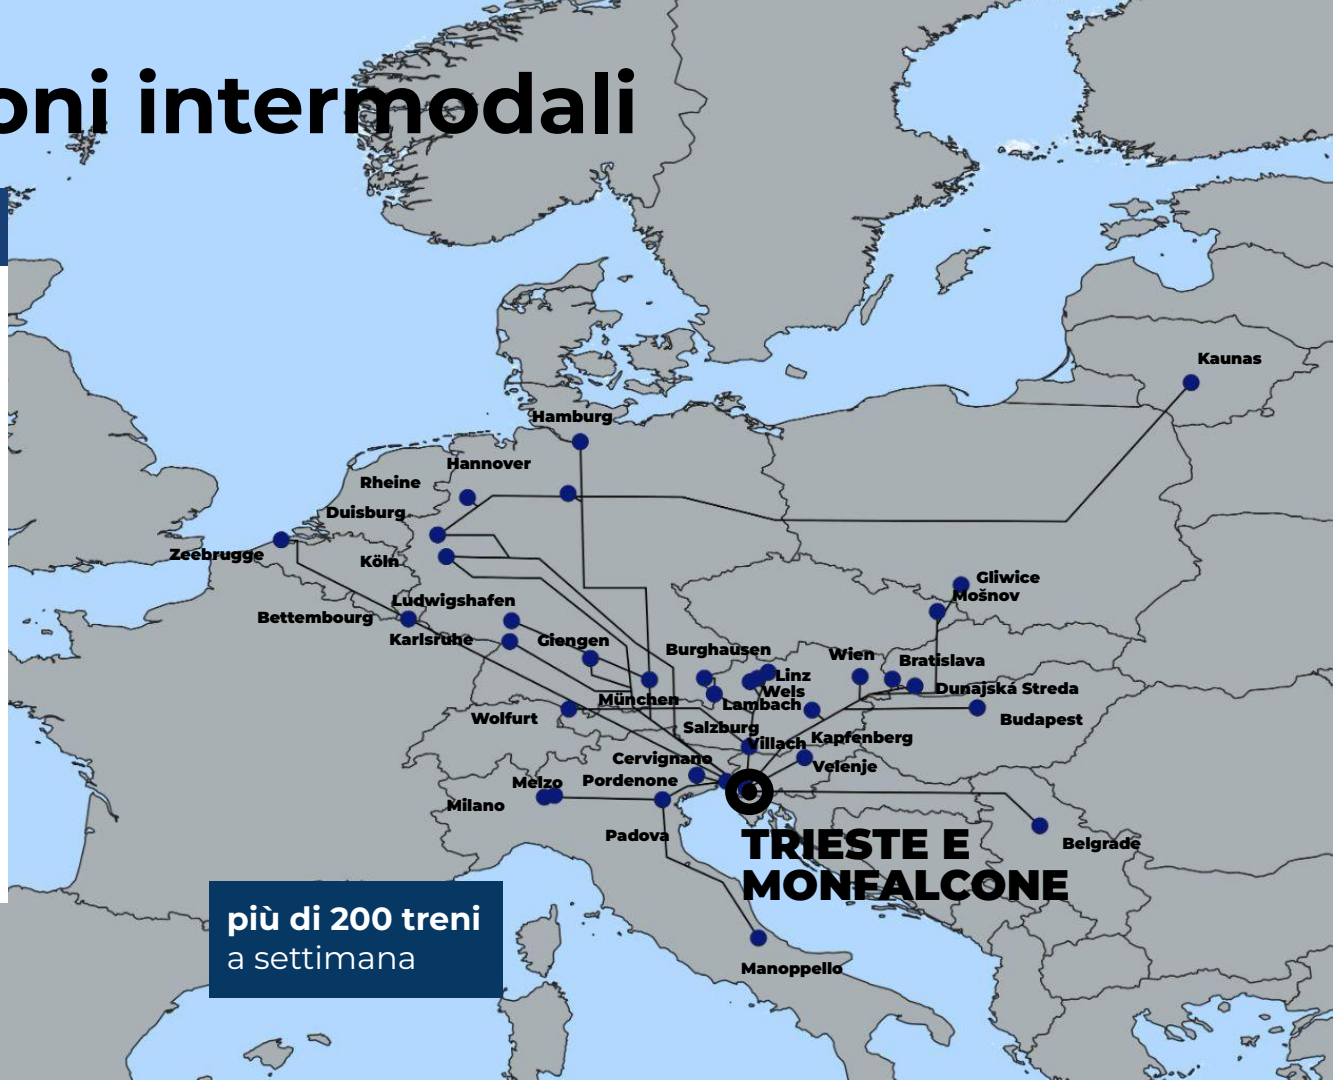 oni intermodali
Kaunas
Hamburg
Hannover
Rheine
Duisburg
Zeebrugge
Köln
Gliwice
Mošnov
Ludwigshafen
Bettembourg
Karlsruhe
Giengen
Burghausen
Wien
Bratislava
Linz
Wels
Dunajská Streda
München
Lambach
Wolfurt
Budapest
Salzburg
Villach
Kapfenberg
Cervignano
Velenje
Melzo
Pordenone
Milano
Padova
TRIESTE E
MONFALCONE
Belgrade
più di 200 treni
a settimana
Manoppello